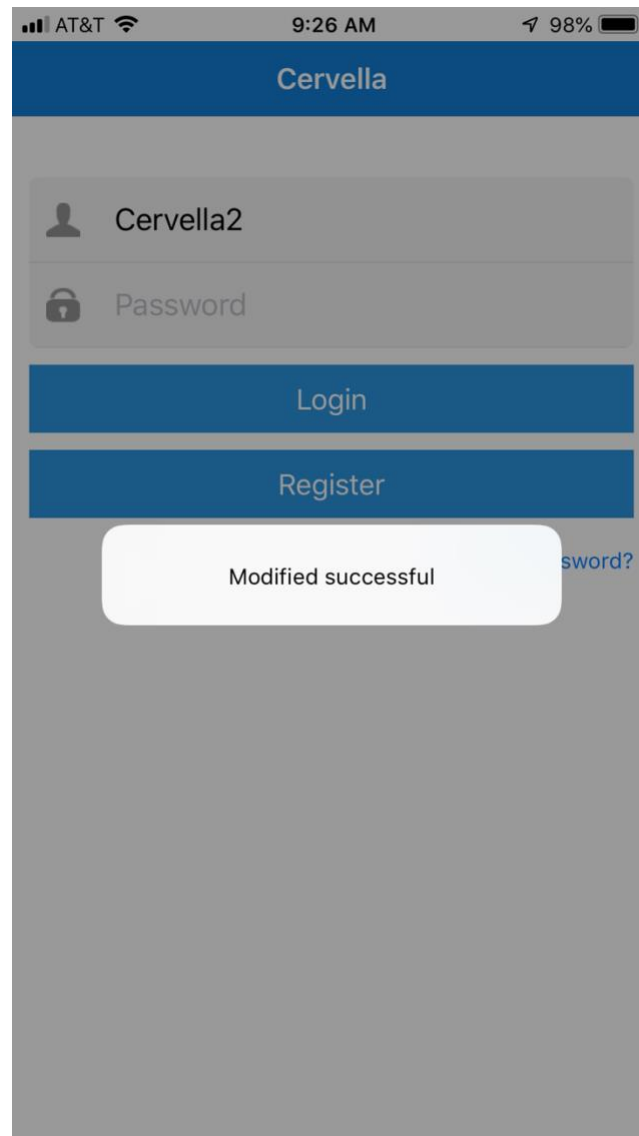 AT&T 9:26 AM 98%
Cervella
Cervella2
Password
Login
Register
sword?
Modified successful